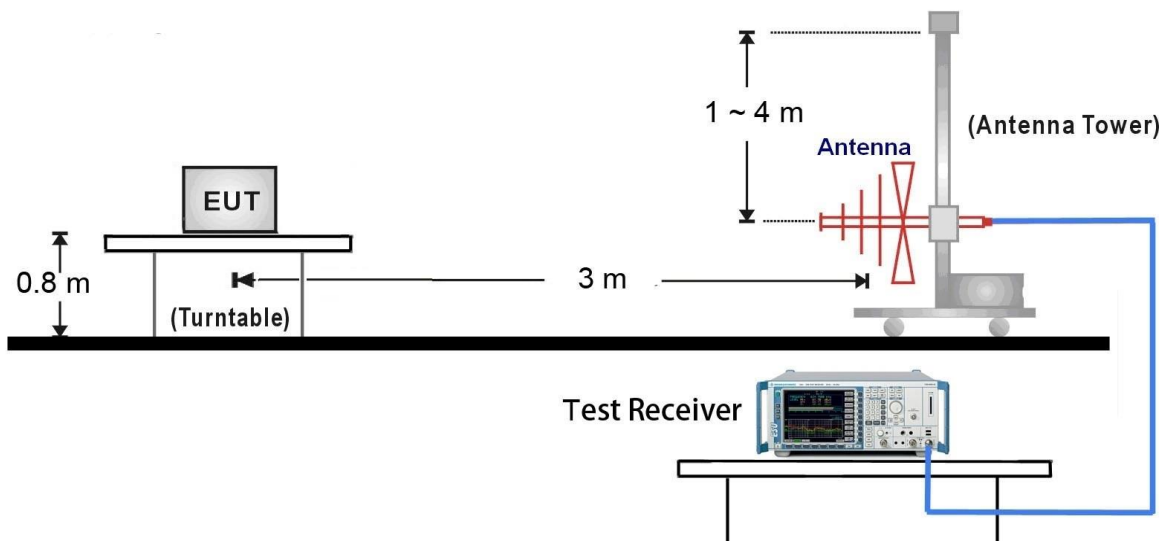 1 ~ 4 m
(Antenna Tower)
Antenna
EUT
0.8 m
3 m
(Turntable)
Test Receiver